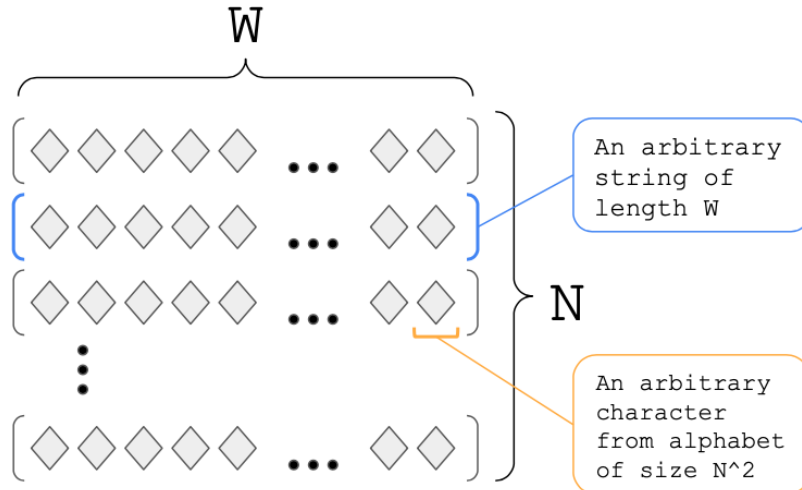 W
An arbitrary
string of
length W
N
An arbitrary
character
from alphabet
of size N^2